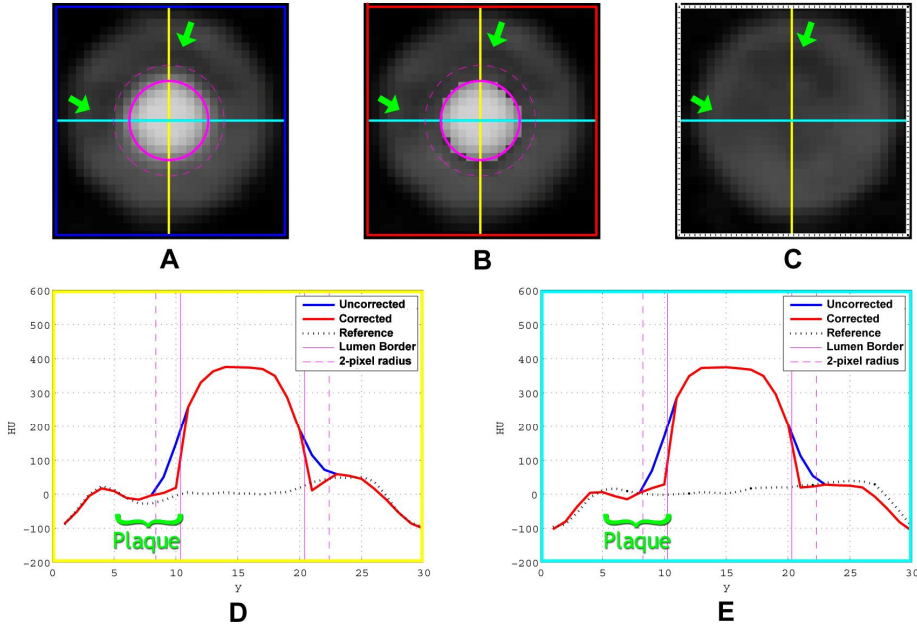 A
B
C
600
500
400
300
200
100
0
-100
-200
HU
0
5
10
15
20
25
30
Y
Uncorrected
Corrected
Reference
Lumen Border
2-pixel radius
Plaque
D
600
500
400
300
200
100
0
-100
-200
HU
0
5
10
15
20
25
30
Y
Uncorrected
Corrected
Reference
Lumen Border
2-pixel radius
Plaque
E